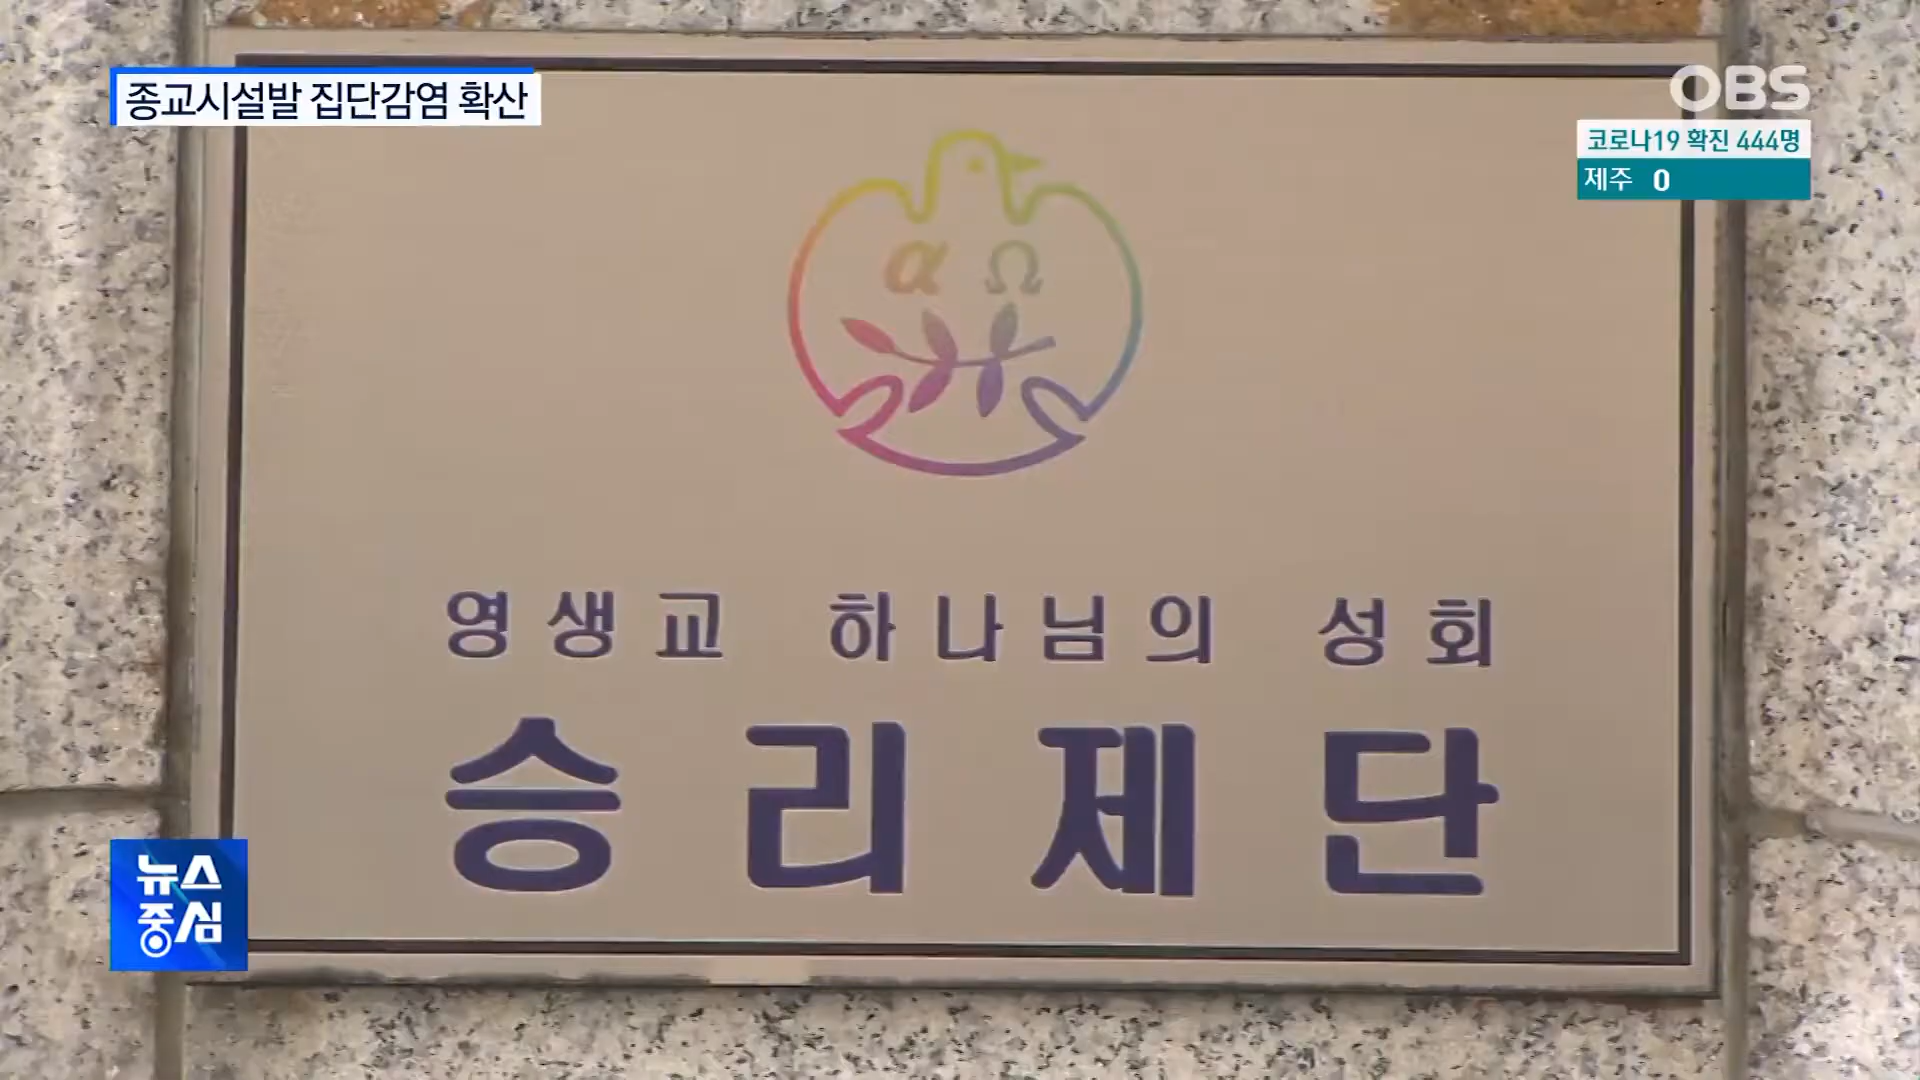 종교시설발 집단감염 확산
OBS
코로나19 확진 444명
제주 0
α Ω
영생교 하나님의 성회
승리제단
뉴스
중심